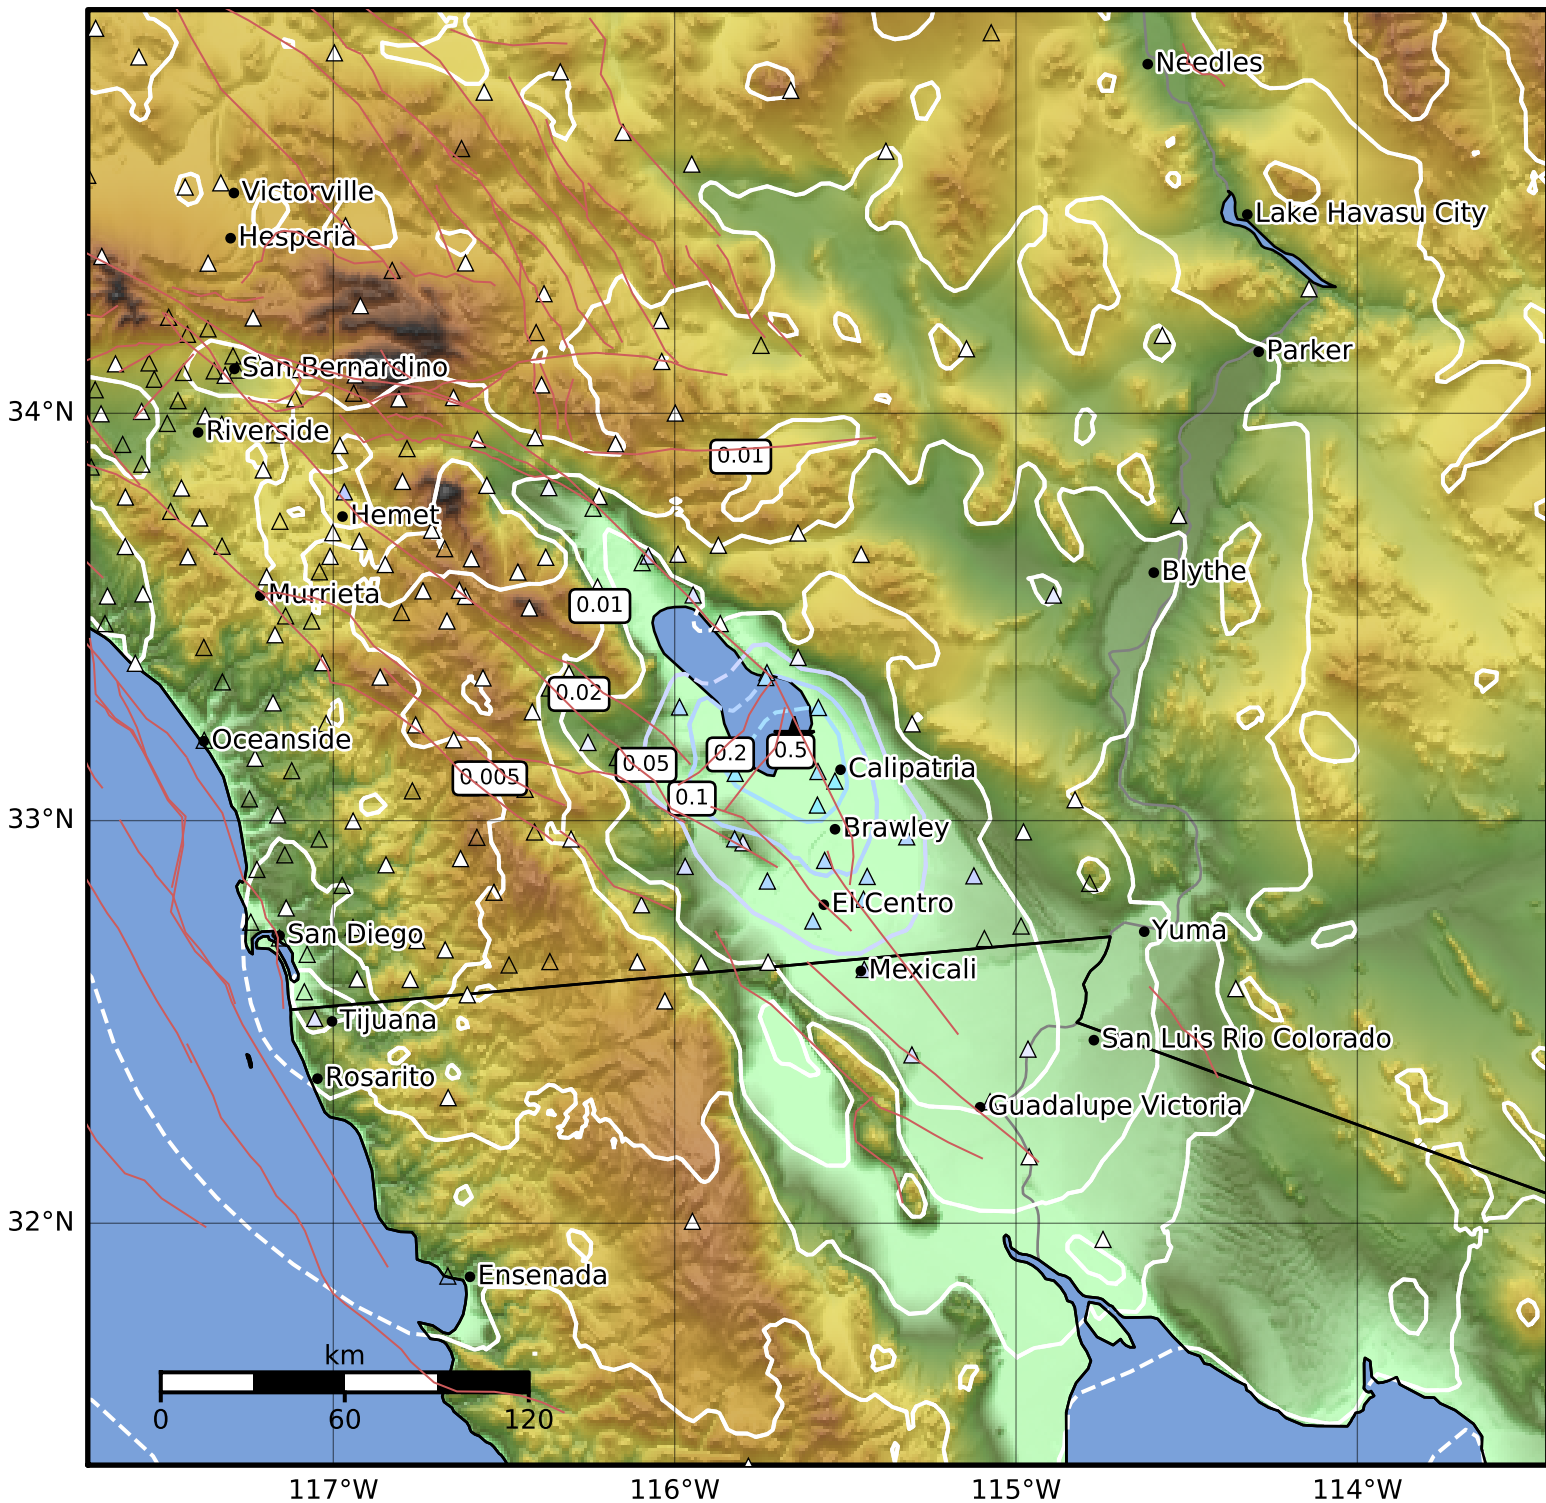 Needles
Victorville
Lake Havasu City
Hesperia
Parker
San Bernardino
34°N
Riverside
0.01
Hemet
Blythe
Murrieta
0.01
0.02
Oceanside
0.2
0.5
0.05
Calipatria
0.005
0.1
33°N
Brawley
El Centro
San Diego
Yuma
Mexicali
Tijuana
San Luis Rio Colorado
Rosarito
Guadalupe Victoria
32°N
Ensenada
km
0
60
120
117°W
116°W
115°W
114°W